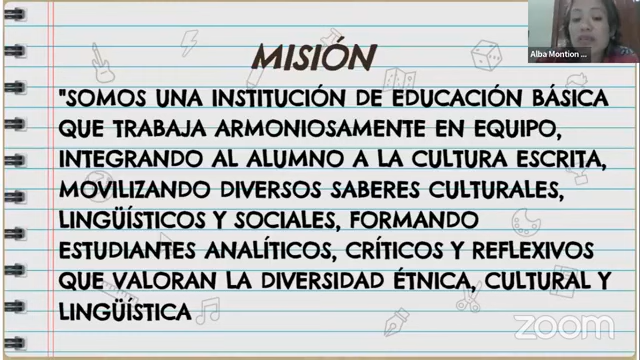 MISIÓN
"SOMOS UNA INSTITUCIÓN DE EDUCACIÓN BÁSICA
QUE TRABAJA ARMONIOSAMENTE EN EQUIPO,
INTEGRANDO AL ALUMNO A LA CULTURA ESCRITA,
MOVILIZANDO DIVERSOS SABERES CULTURALES,
LINGÜÍSTICOS Y SOCIALES, FORMANDO
ESTUDIANTES ANALÍTICOS, CRÍTICOS Y REFLEXIVOS
QUE VALORAN LA DIVERSIDAD ÉTNICA, CULTURAL Y
LINGÜÍSTICA
Alba Montion ...
zoom